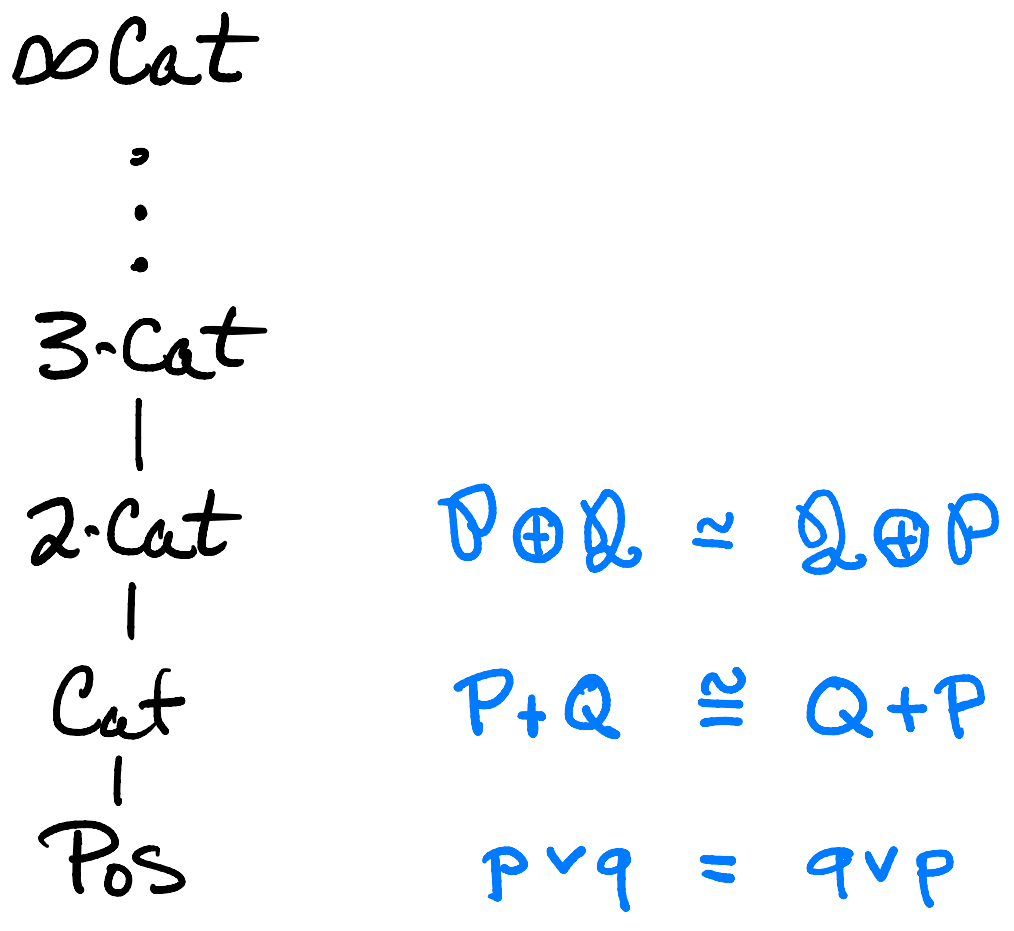 ∞Cat
⋮
3-Cat
|
2-Cat P⊕Q ≃ Q⊕P
|
Cat P+Q ≅ Q+P
|
Pos p∨q = q∨p